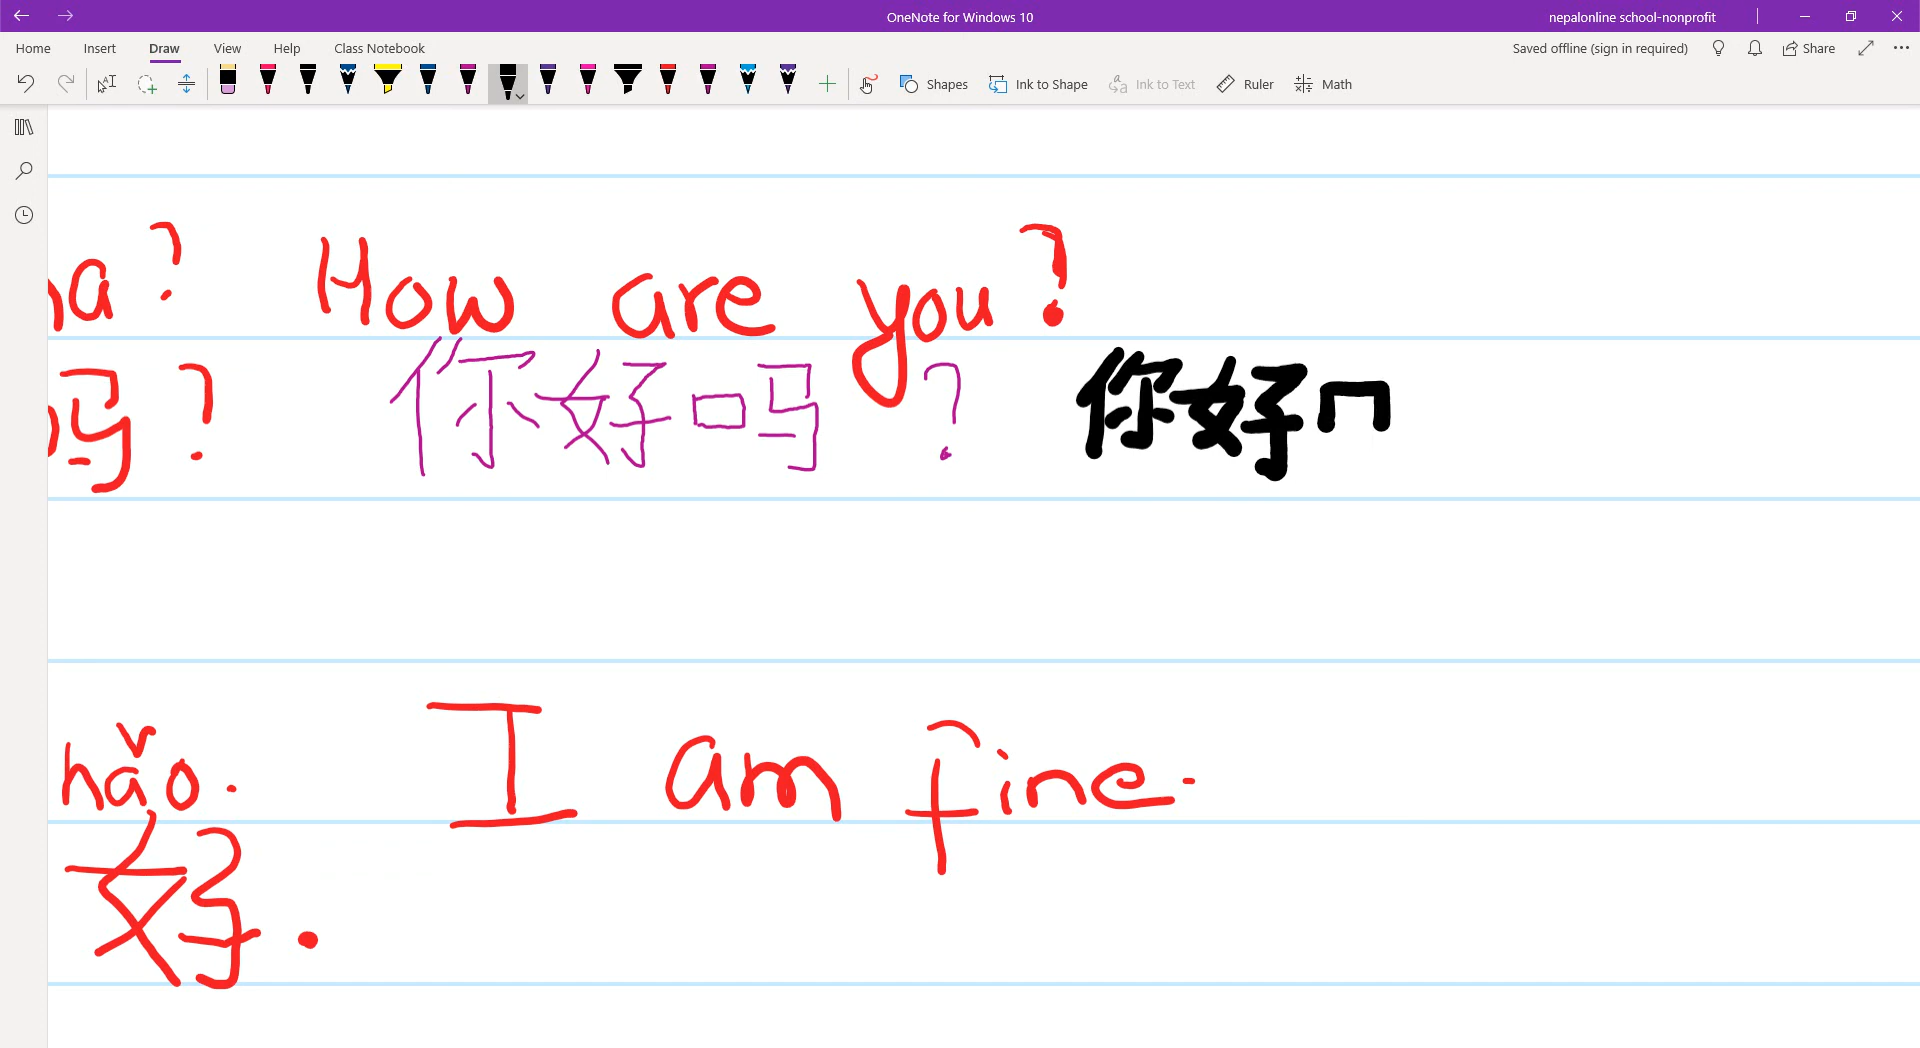 OneNote for Windows 10
nepalonline school-nonprofit
Home Insert Draw View Help Class Notebook
Saved offline (sign in required) Share
Shapes Ink to Shape Ink to Text Ruler Math
How are you?
吗? 你好吗? 你好
hǎo. I am fine.
好.